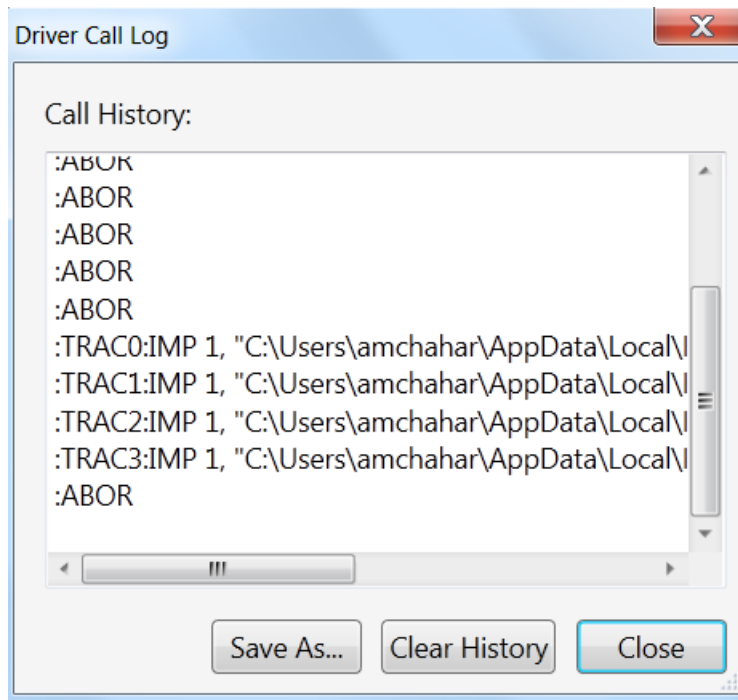 Driver Call Log
Call History:
:ABOR
:ABOR
:ABOR
:ABOR
:ABOR
:TRAC0:IMP 1, "C:\Users\amchahar\AppData\Local\
:TRAC1:IMP 1, "C:\Users\amchahar\AppData\Local\
:TRAC2:IMP 1, "C:\Users\amchahar\AppData\Local\
:TRAC3:IMP 1, "C:\Users\amchahar\AppData\Local\
:ABOR
Save As... Clear History Close